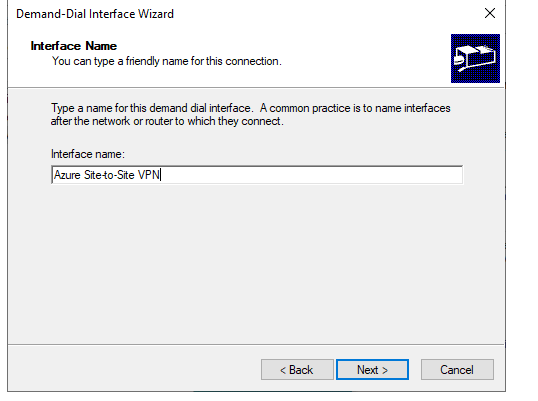 Demand-Dial Interface Wizard
Interface Name
You can type a friendly name for this connection.
Type a name for this demand dial interface. A common practice is to name interfaces
after the network or router to which they connect.
Interface name:
Azure Site-to-Site VPN
< Back
Next >
Cancel